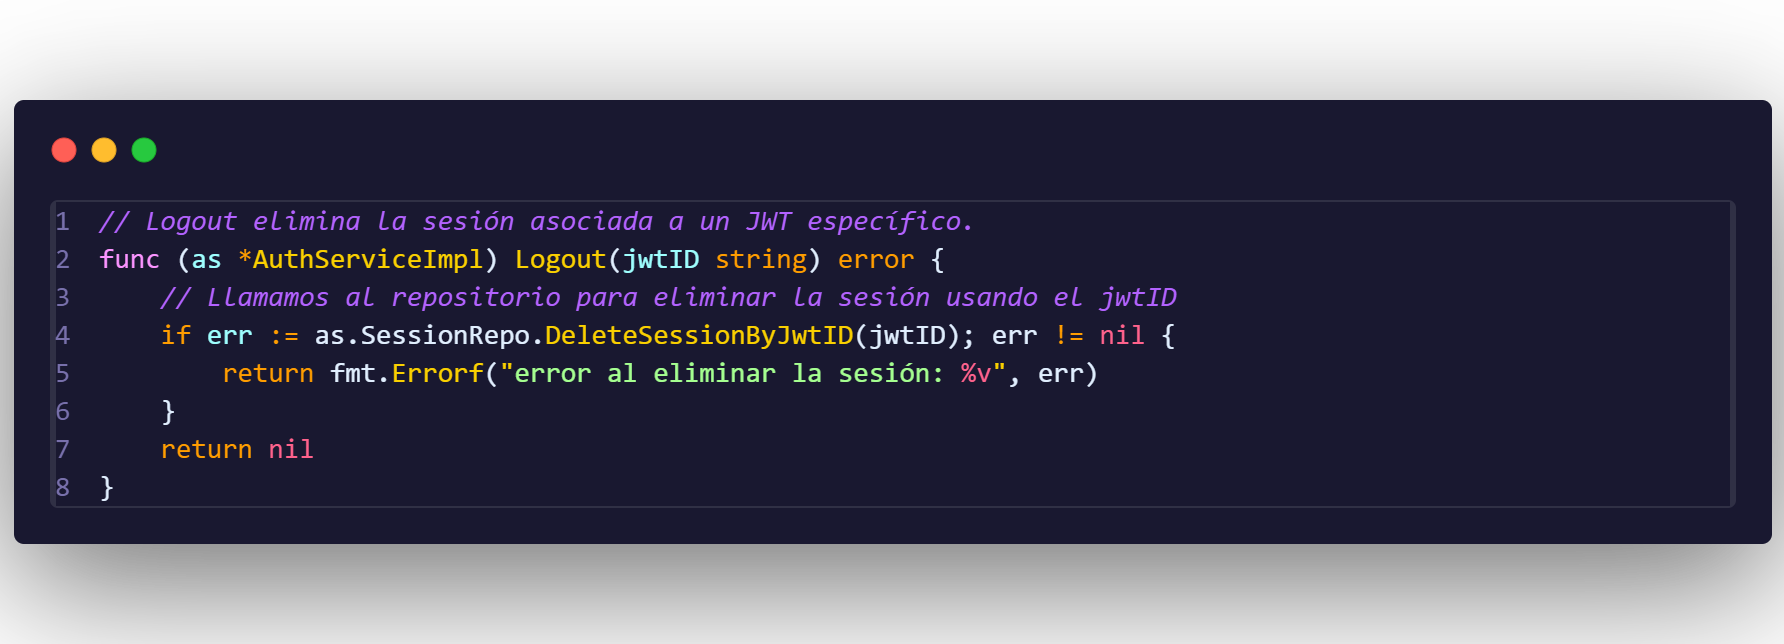 1 // Logout elimina la sesión asociada a un JWT específico.
2 func (as *AuthServiceImpl) Logout(jwtID string) error {
3     // Llamamos al repositorio para eliminar la sesión usando el jwtID
4     if err := as.SessionRepo.DeleteSessionByJwtID(jwtID); err != nil {
5         return fmt.Errorf("error al eliminar la sesión: %v", err)
6     }
7     return nil
8 }